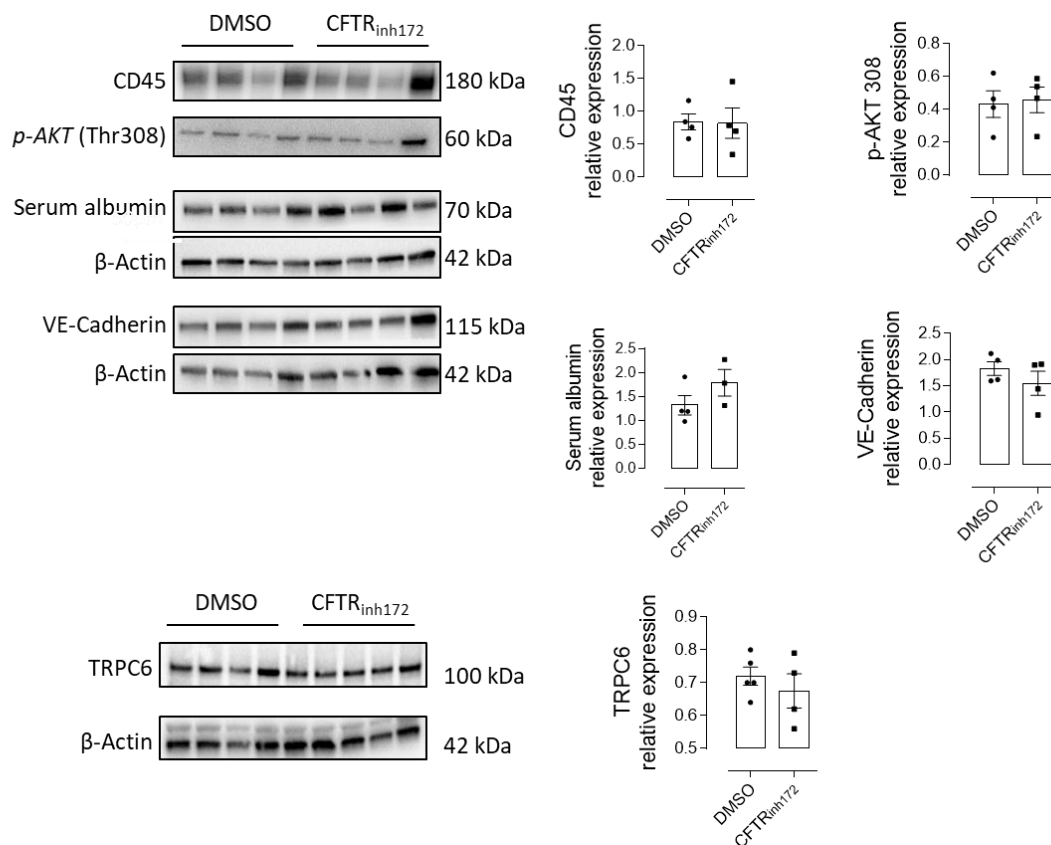 DMSO CFTRinh172
CD45 180 kDa
p-AKT (Thr308) 60 kDa
Serum albumin 70 kDa
β-Actin 42 kDa
VE-Cadherin 115 kDa
β-Actin 42 kDa
CD45
relative expression
2.0
1.5
1.0
0.5
0.0
DMSO
CFTRinh172
p-AKT 308
relative expression
0.8
0.6
0.4
0.2
0.0
DMSO
CFTRinh172
Serum albumin
relative expression
2.5
2.0
1.5
1.0
0.5
0.0
DMSO
CFTRinh172
VE-Cadherin
relative expression
2.5
2.0
1.5
1.0
0.5
0.0
DMSO
CFTRinh172
DMSO CFTRinh172
TRPC6 100 kDa
β-Actin 42 kDa
TRPC6
relative expression
0.9
0.8
0.7
0.6
0.5
DMSO
CFTRinh172